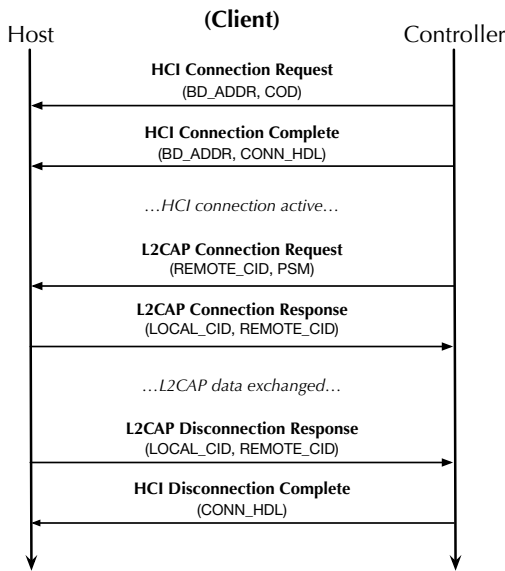 (Client)
Host
Controller
HCI Connection Request
(BD_ADDR, COD)
HCI Connection Complete
(BD_ADDR, CONN_HDL)
...HCI connection active...
L2CAP Connection Request
(REMOTE_CID, PSM)
L2CAP Connection Response
(LOCAL_CID, REMOTE_CID)
...L2CAP data exchanged...
L2CAP Disconnection Response
(LOCAL_CID, REMOTE_CID)
HCI Disconnection Complete
(CONN_HDL)